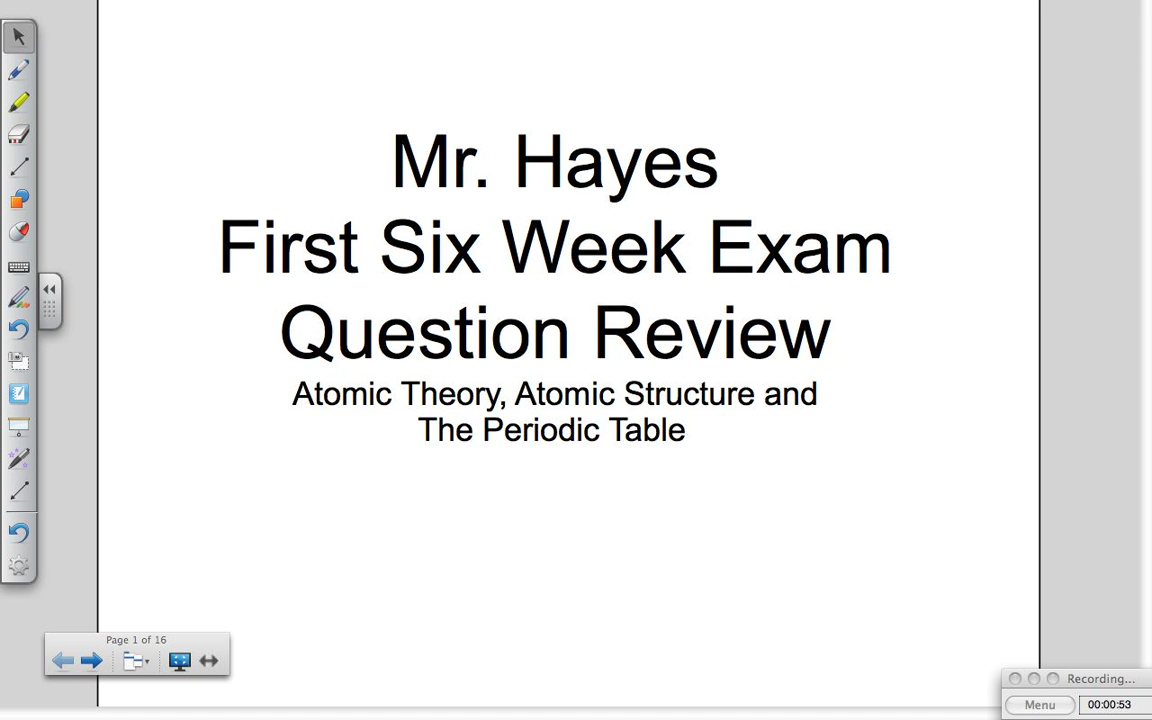 Mr. Hayes
First Six Week Exam
Question Review
Atomic Theory, Atomic Structure and
The Periodic Table
Page 1 of 16
Recording...
Menu
00:00:53